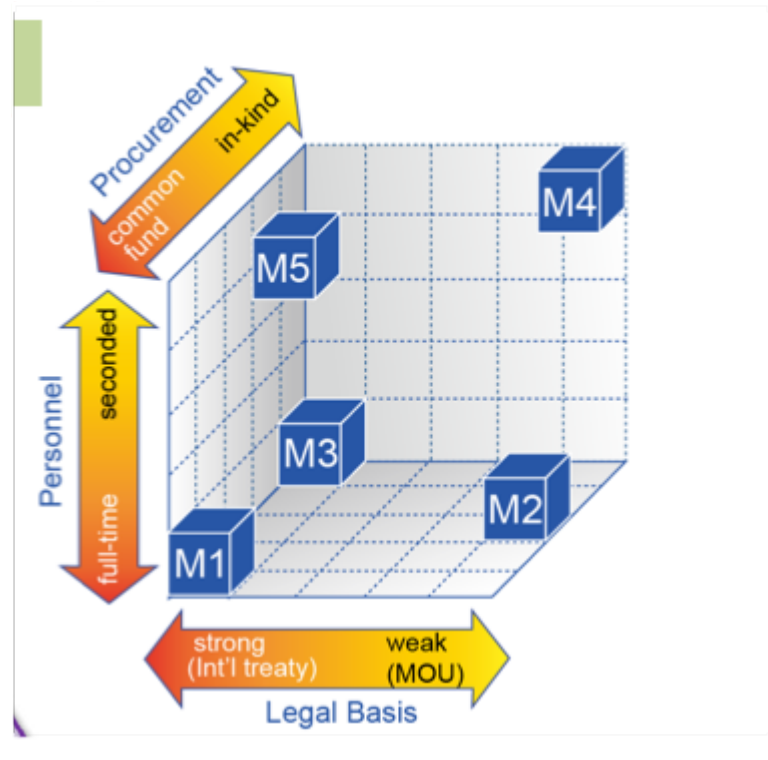 Procurement
in-kind
common
fund
M4
M5
seconded
Personnel
M3
M2
full-time
M1
strong
(Int'l treaty)
weak
(MOU)
Legal Basis